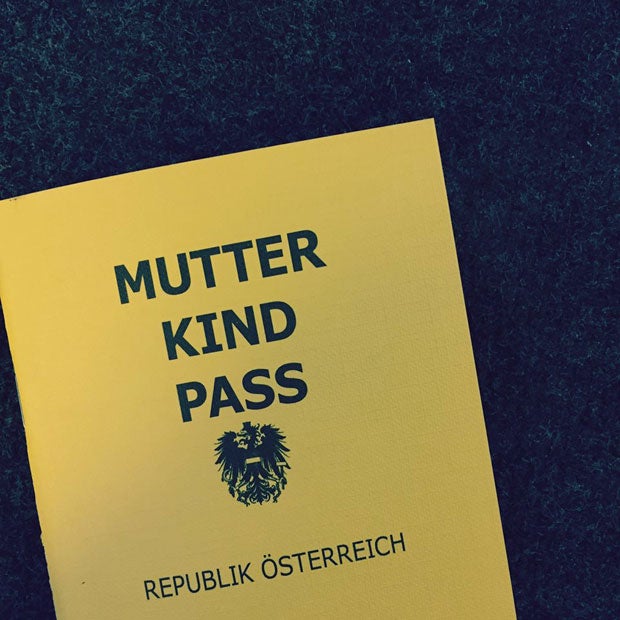 MUTTER
KIND
PASS
REPUBLIK ÖSTERREICH